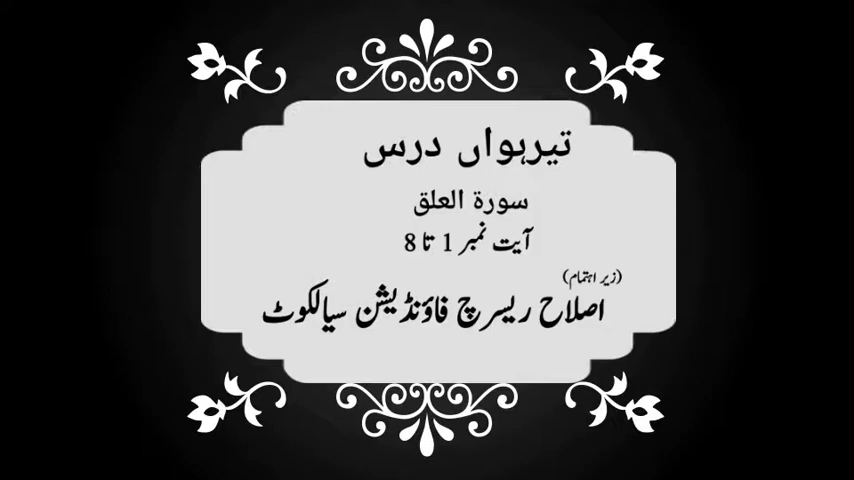 تیرہواں درس
سورۃ العلق
آیت نمبر 1 تا 8
(زیر اہتمام)
اصلاح ریسرچ فاؤنڈیشن سیالکوٹ